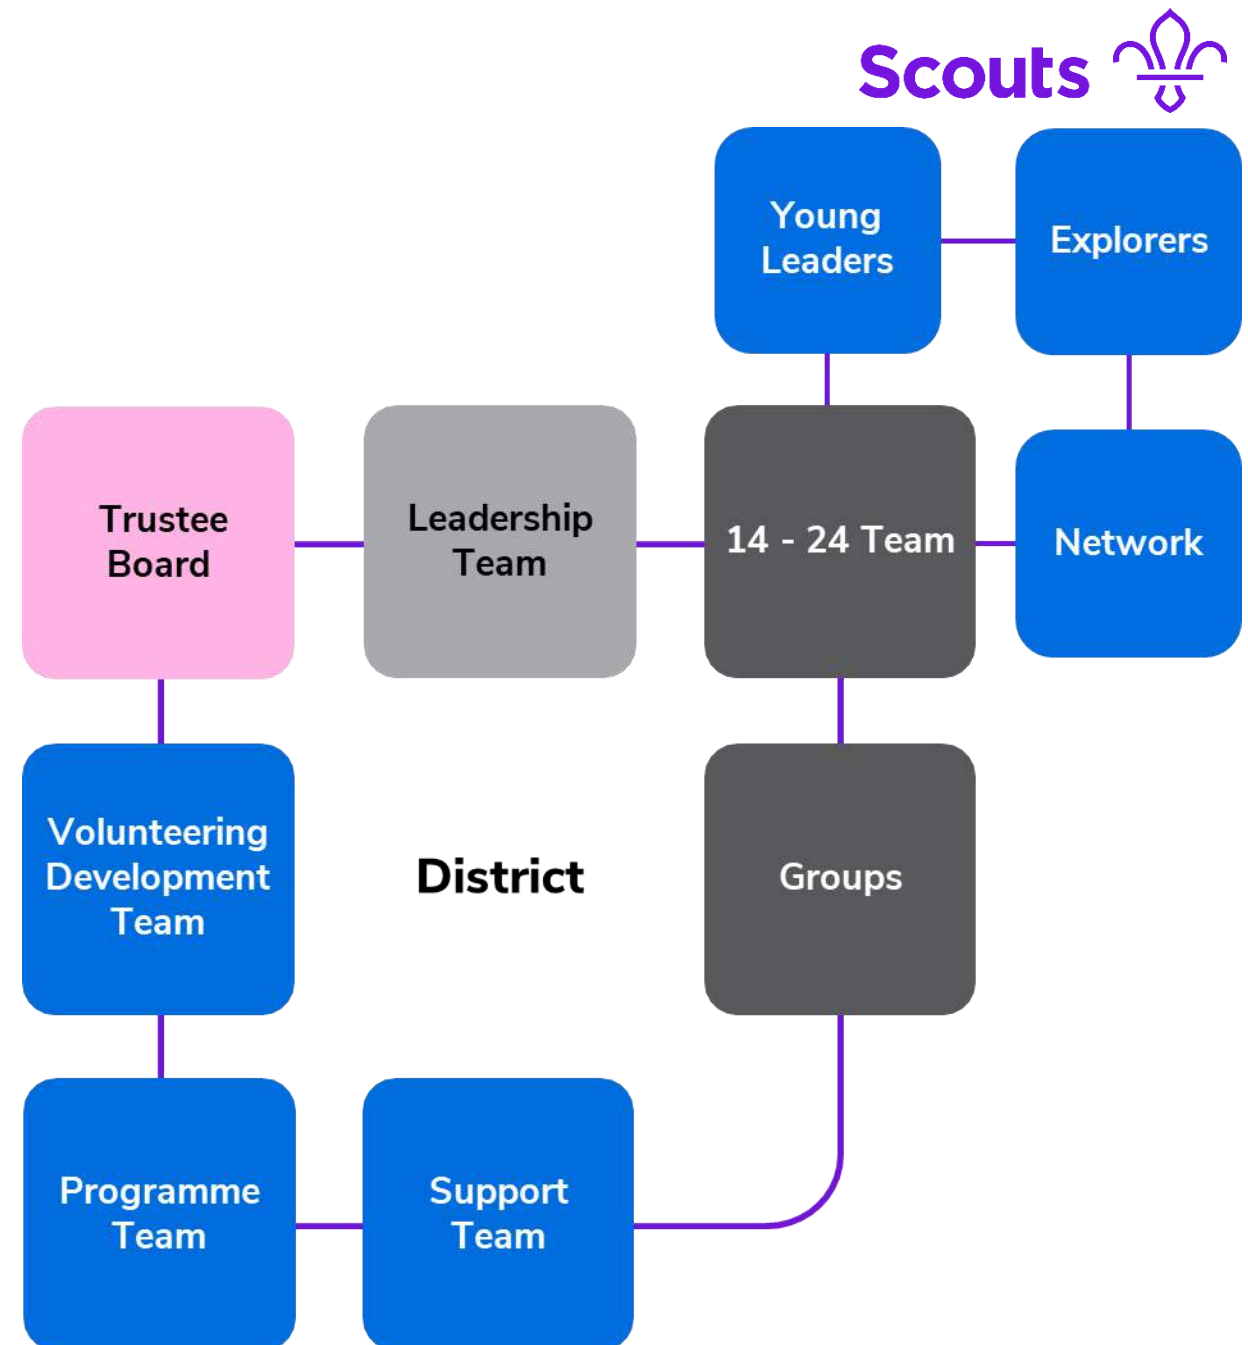 Scouts
Young
Leaders
Explorers
Trustee
Board
Leadership
Team
14 - 24 Team
Network
Volunteering
Development
Team
District
Groups
Programme
Team
Support
Team